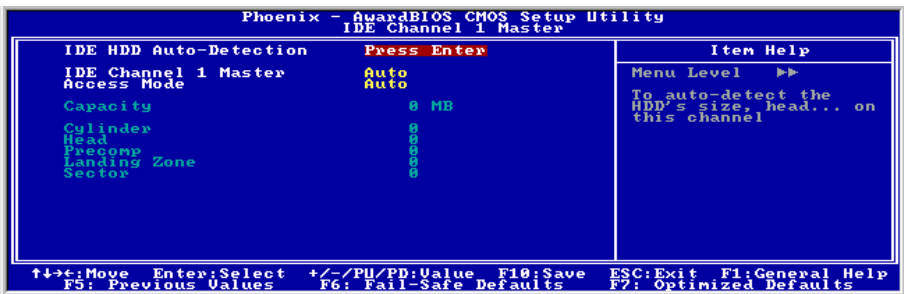 Phoenix - AwardBIOS CMOS Setup Utility
IDE Channel 1 Master
IDE HDD Auto-Detection Press Enter
Item Help
IDE Channel 1 Master Auto
Access Mode Auto
Capacity 0 MB
Cylinder 0
Head 0
Precomp 0
Landing Zone 0
Sector 0
Menu Level ►►
To auto-detect the
HDD's size, head... on
this channel
↑↓→←:Move Enter:Select +/-/PU/PD:Value F10:Save ESC:Exit F1:General Help
F5: Previous Values F6: Fail-Safe Defaults F7: Optimized Defaults